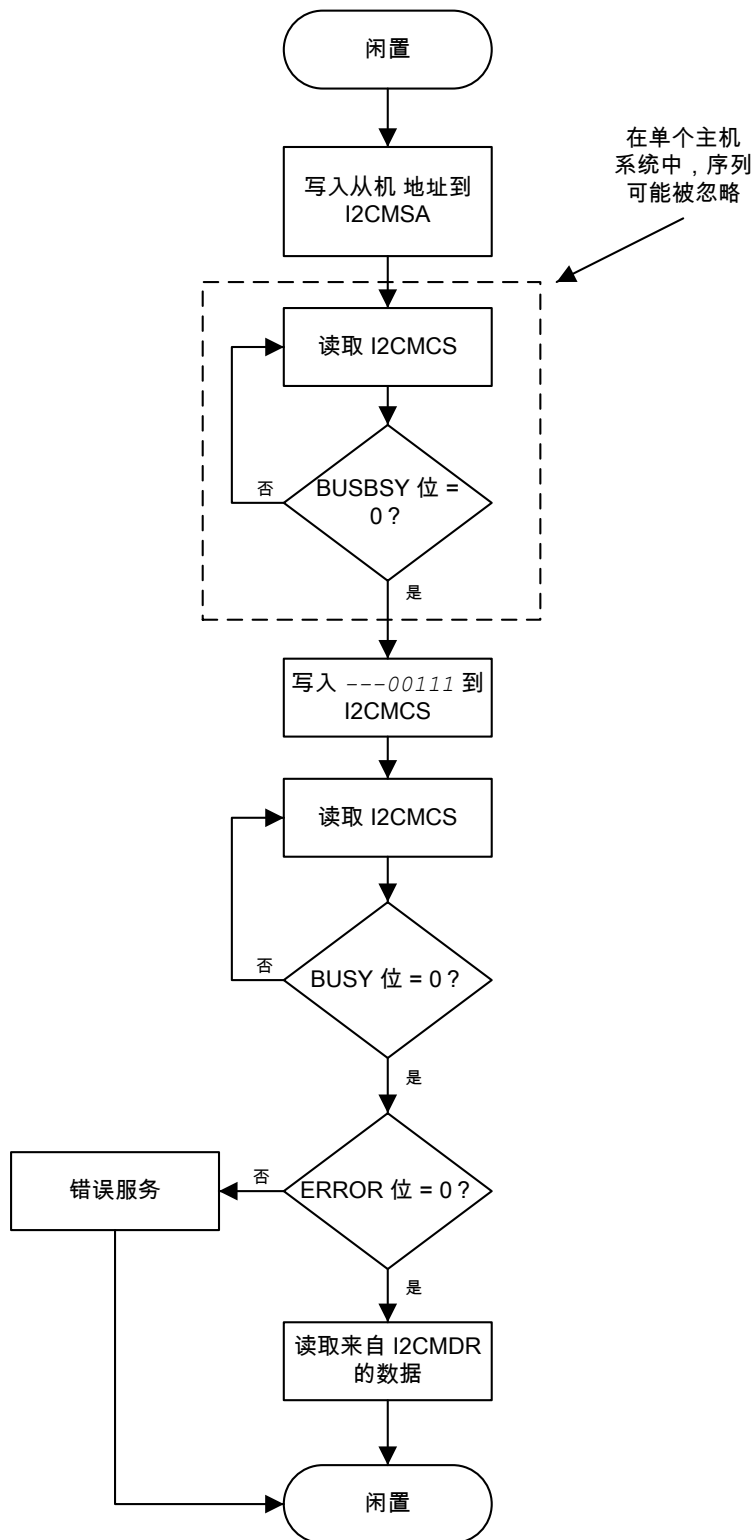 闲置
在单个主机
系统中，序列
可能被忽略
写入从机 地址到
I2CMSA
读取 I2CMCS
否
BUSBSY 位 =
0？
是
写入 ---00111 到
I2CMCS
读取 I2CMCS
否
BUSY 位 = 0？
是
错误服务
否
ERROR 位 = 0？
是
读取来自 I2CMDR
的数据
闲置